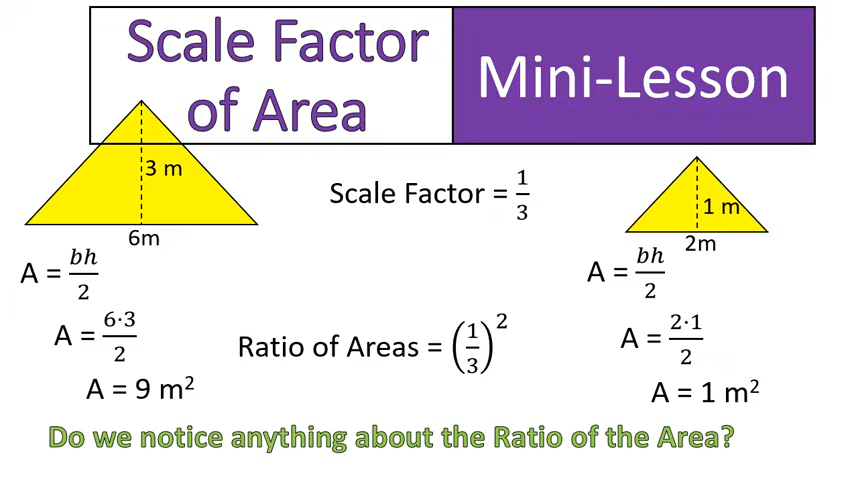 Scale Factor
of Area
Mini-Lesson
3 m
6m
Scale Factor = 1/3
1 m
2m
A = bh/2
A = 6·3/2
A = 9 m²
Ratio of Areas = (1/3)²
A = bh/2
A = 2·1/2
A = 1 m²
Do we notice anything about the Ratio of the Area?